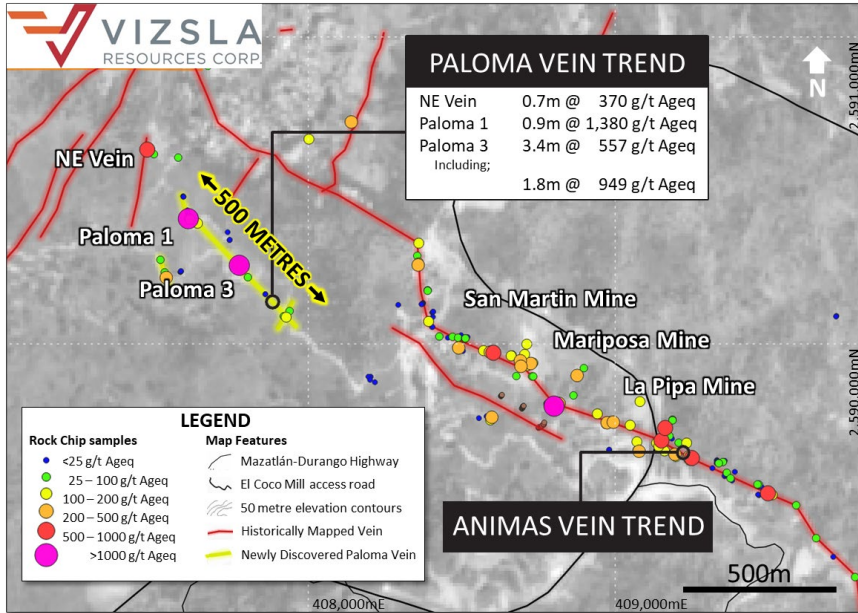 VIZSLA
RESOURCES CORP.
PALOMA VEIN TREND
NE Vein 0.7m @ 370 g/t Ageq
Paloma 1 0.9m @ 1,380 g/t Ageq
Paloma 3 3.4m @ 557 g/t Ageq
Including;
1.8m @ 949 g/t Ageq
N
2.591,000mN
NE Vein
500 METRES
Paloma 1
Paloma 3
San Martin Mine
Mariposa Mine
2.590,000mN
La Pipa Mine
LEGEND
Rock Chip samples
<25 g/t Ageq
25 – 100 g/t Ageq
100 – 200 g/t Ageq
200 – 500 g/t Ageq
500 – 1000 g/t Ageq
>1000 g/t Ageq
Map Features
Mazatlán-Durango Highway
El Coco Mill access road
50 metre elevation contours
Historically Mapped Vein
Newly Discovered Paloma Vein
ANIMAS VEIN TREND
500m
408,000mE
409,000mE